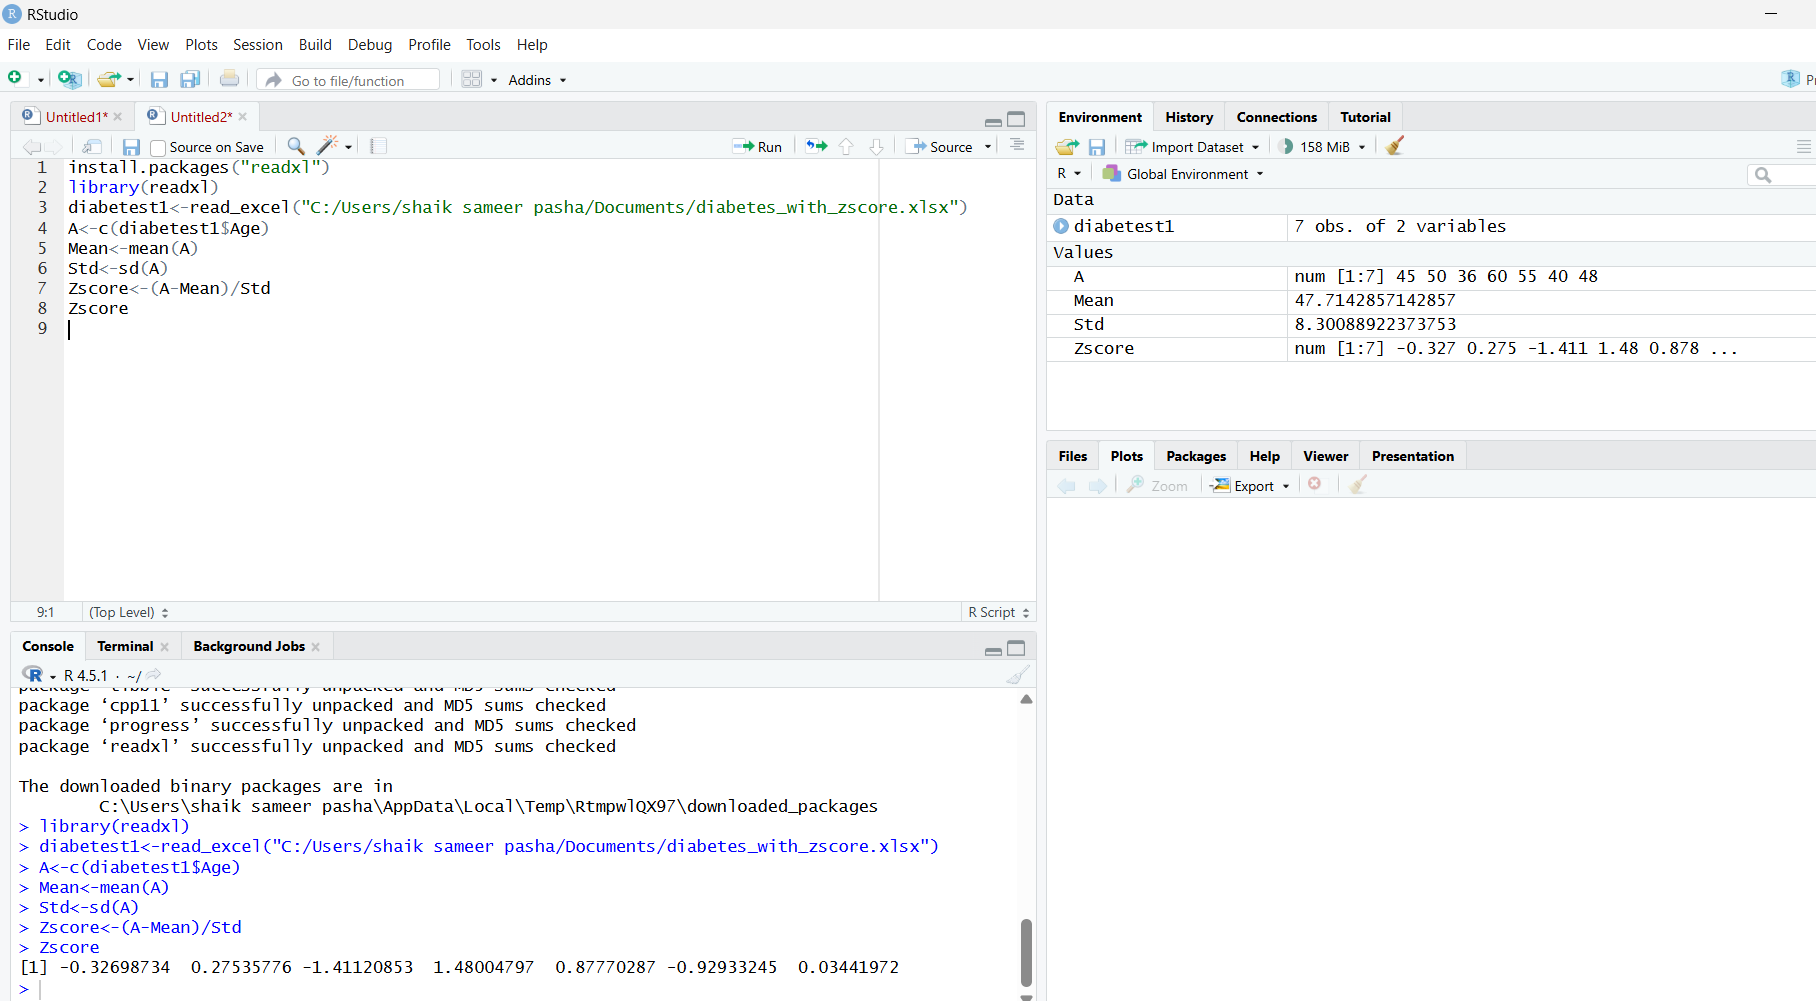 RStudio
File Edit Code View Plots Session Build Debug Profile Tools Help
Go to file/function Addins
Untitled1* Untitled2*
Source on Save Run Source
1 install.packages("readxl")
2 library(readxl)
3 diabetest1<-read_excel("C:/Users/shaik sameer pasha/Documents/diabetes_with_zscore.xlsx")
4 A<-c(diabetest1$Age)
5 Mean<-mean(A)
6 Std<-sd(A)
7 Zscore<-(A-Mean)/Std
8 Zscore
9
9:1 (Top Level) R Script
Console Terminal Background Jobs
R 4.5.1 · ~/
package ‘tibble’ successfully unpacked and MD5 sums checked
package ‘cpp11’ successfully unpacked and MD5 sums checked
package ‘progress’ successfully unpacked and MD5 sums checked
package ‘readxl’ successfully unpacked and MD5 sums checked
The downloaded binary packages are in
C:\Users\shaik sameer pasha\AppData\Local\Temp\RtmpwlQX97\downloaded_packages
> library(readxl)
> diabetest1<-read_excel("C:/Users/shaik sameer pasha/Documents/diabetes_with_zscore.xlsx")
> A<-c(diabetest1$Age)
> Mean<-mean(A)
> Std<-sd(A)
> Zscore<-(A-Mean)/Std
> Zscore
[1] -0.32698734 0.27535776 -1.41120853 1.48004797 0.87770287 -0.92933245 0.03441972
>
Environment History Connections Tutorial
Import Dataset 158 MiB
R Global Environment
Data
diabetest1 7 obs. of 2 variables
Values
A num [1:7] 45 50 36 60 55 40 48
Mean 47.7142857142857
Std 8.30088922373753
Zscore num [1:7] -0.327 0.275 -1.411 1.48 0.878 ...
Files Plots Packages Help Viewer Presentation
Zoom Export